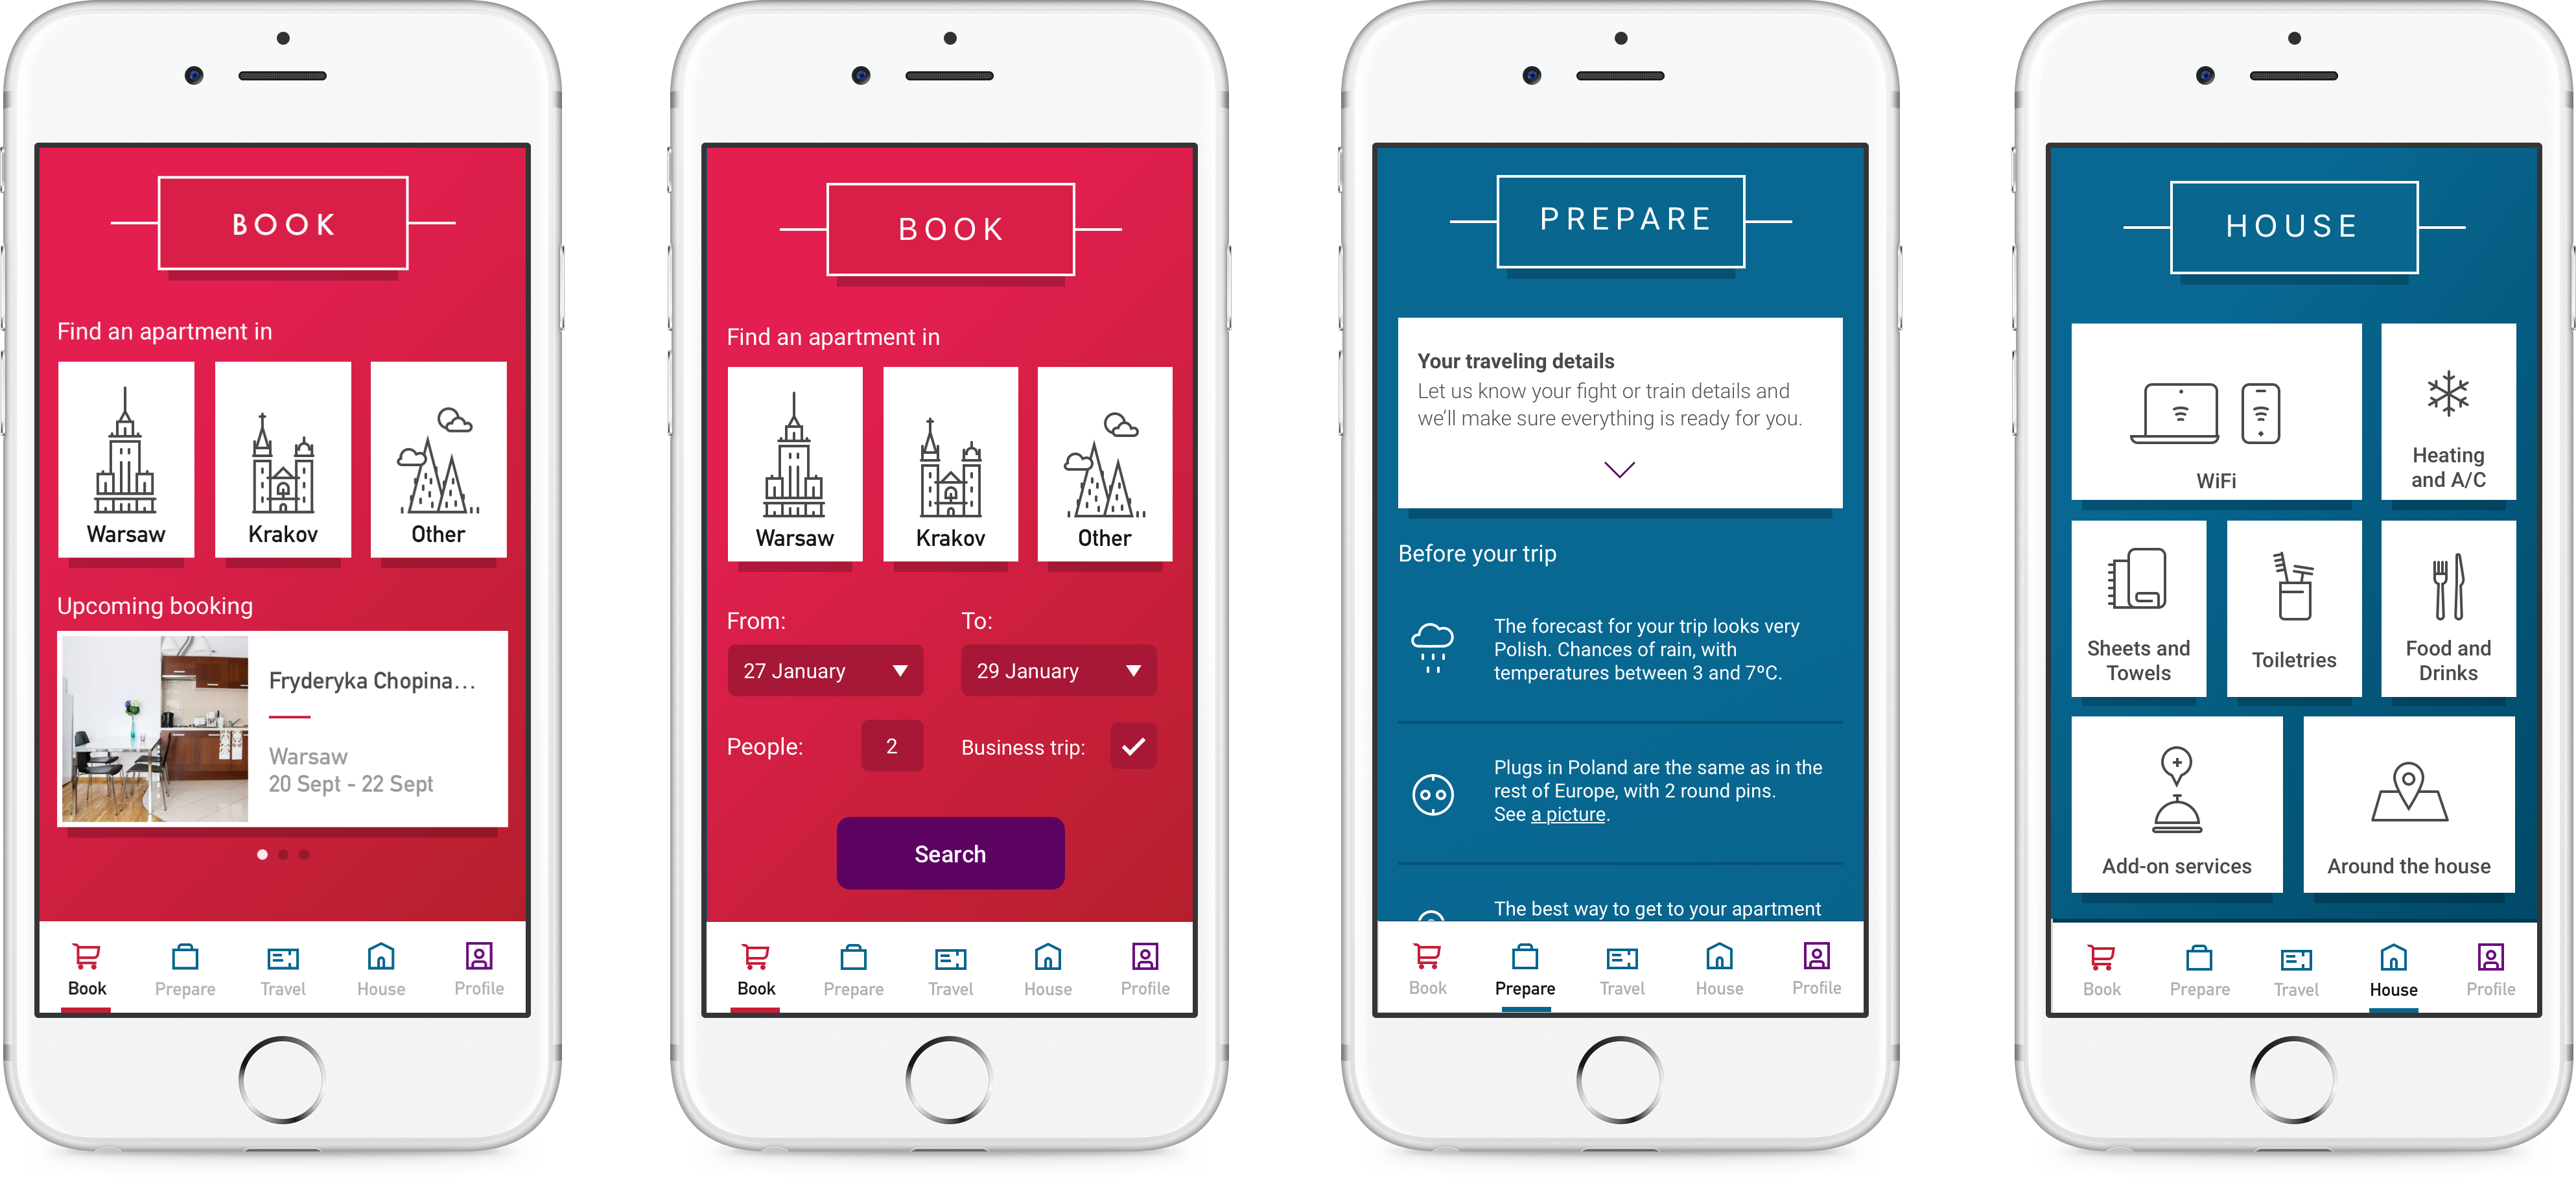 BOOK
Find an apartment in
Warsaw
Krakov
Other
Upcoming booking
Fryderyka Chopina...
Warsaw
20 Sept - 22 Sept
Book
Prepare
Travel
House
Profile
BOOK
Find an apartment in
Warsaw
Krakov
Other
From:
To:
27 January
29 January
People:
2
Business trip:
Search
Book
Prepare
Travel
House
Profile
PREPARE
Your traveling details
Let us know your fight or train details and
we'll make sure everything is ready for you.
Before your trip
The forecast for your trip looks very
Polish. Chances of rain, with
temperatures between 3 and 7ºC.
Plugs in Poland are the same as in the
rest of Europe, with 2 round pins.
See a picture.
The best way to get to your apartment
Book
Prepare
Travel
House
Profile
HOUSE
WiFi
Heating
and A/C
Sheets and
Towels
Toiletries
Food and
Drinks
Add-on services
Around the house
Book
Prepare
Travel
House
Profile